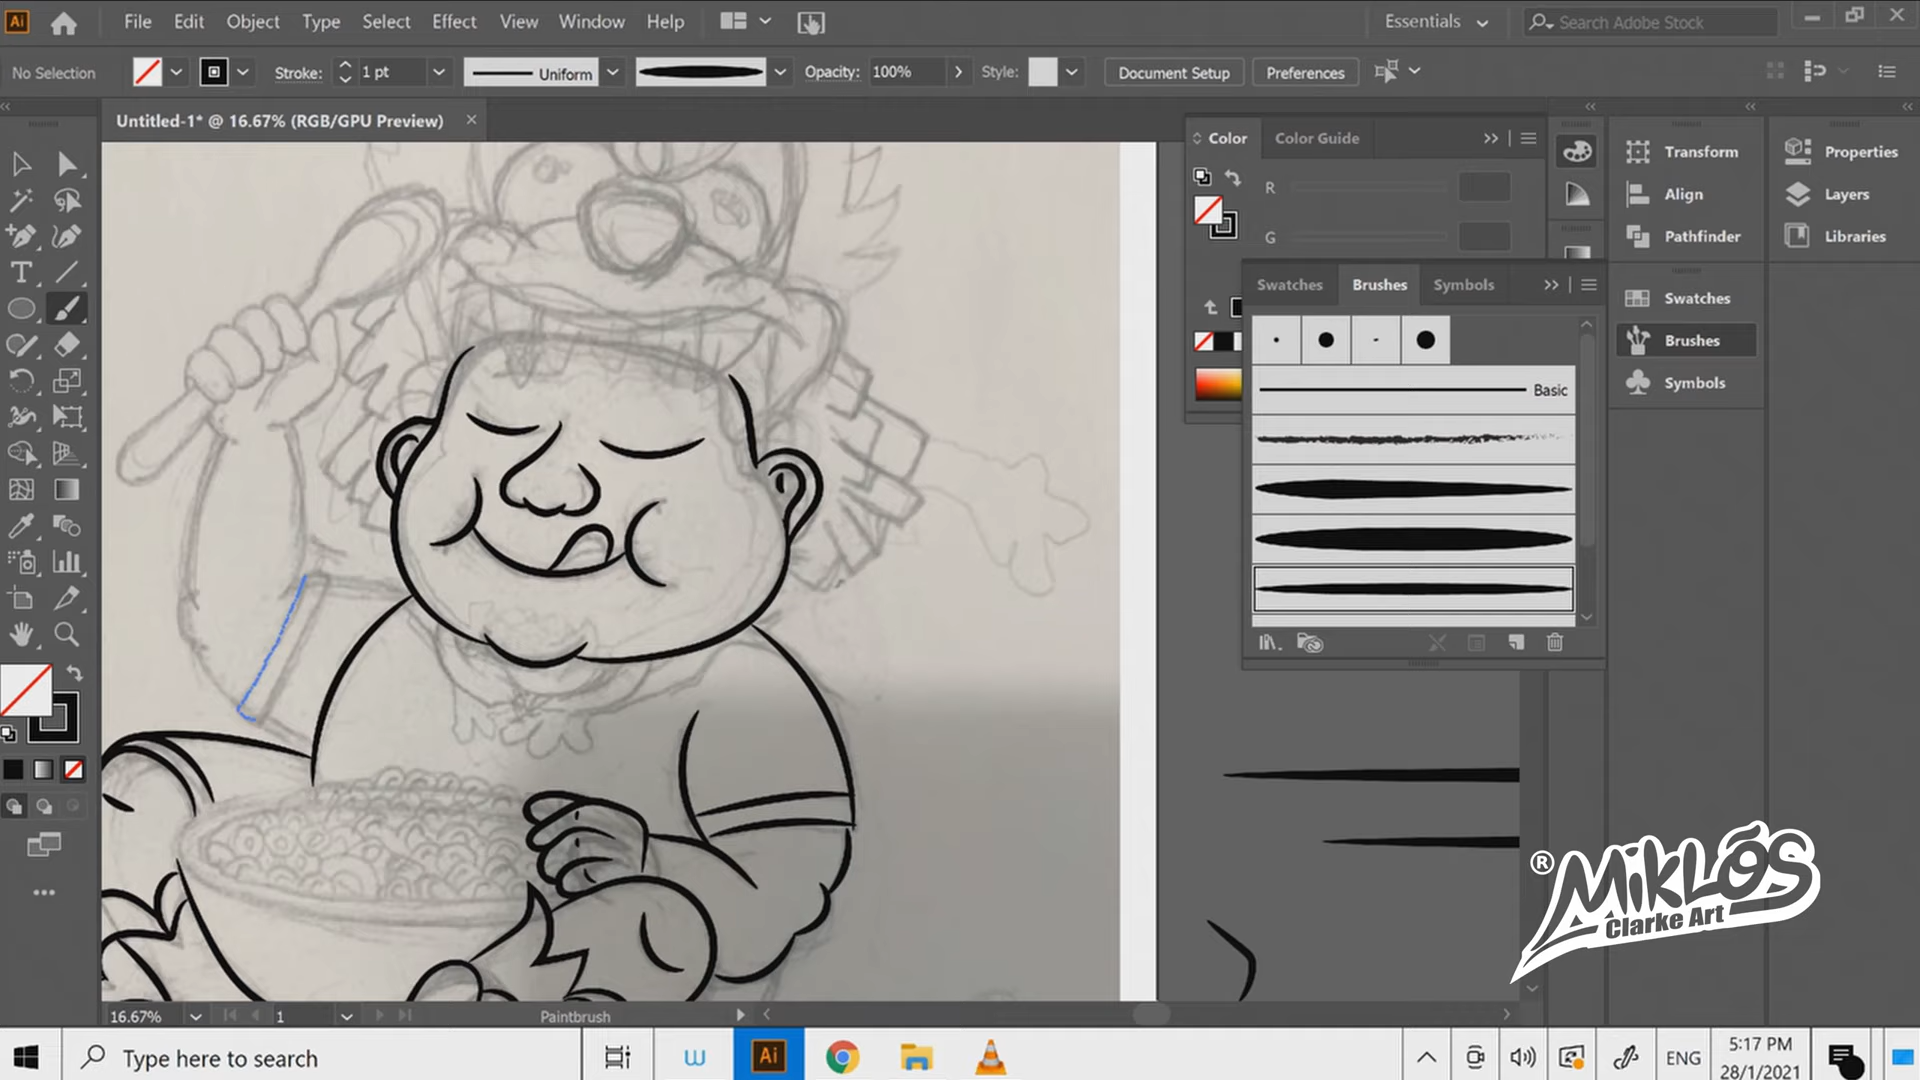 Ai File Edit Object Type Select Effect View Window Help Essentials Search Adobe Stock
No Selection Stroke: 1 pt Uniform Opacity: 100% Style: Document Setup Preferences
Untitled-1* @ 16.67% (RGB/GPU Preview)
Color Color Guide
R
G
Swatches Brushes Symbols
Basic
Transform
Align
Pathfinder
Swatches
Brushes
Symbols
Properties
Layers
Libraries
® MIKLOS
Clarke Art
16.67% 1 Paintbrush
Type here to search
Ai
ENG
5:17 PM
28/1/2021